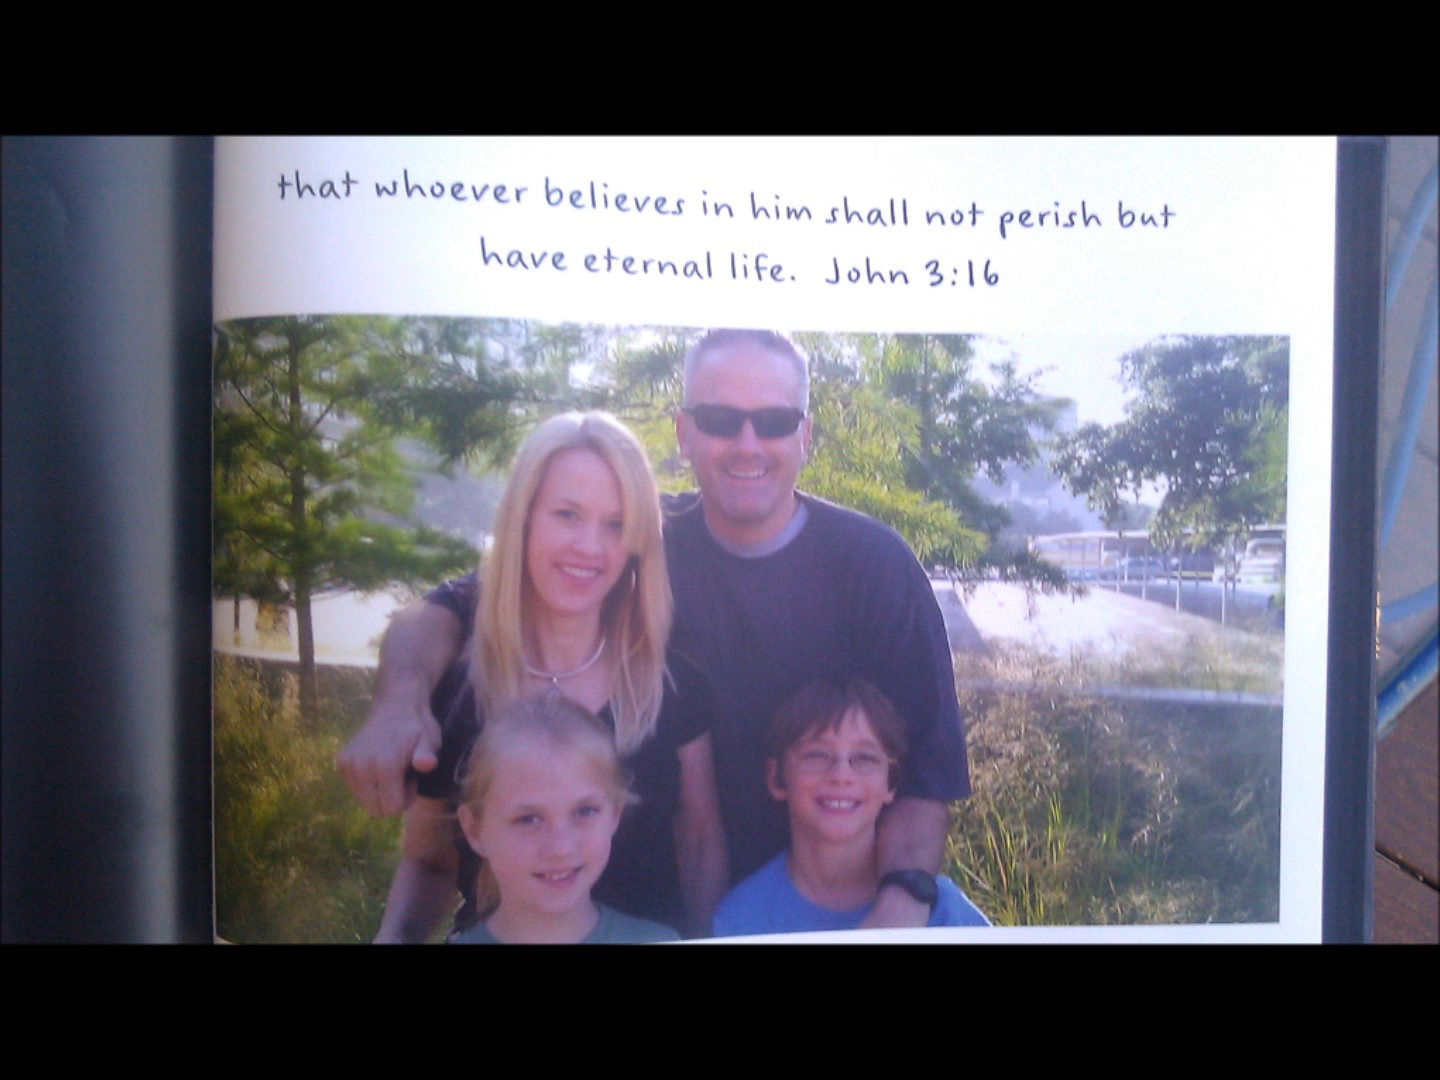 that whoever believes in him shall not perish but
have eternal life. John 3:16